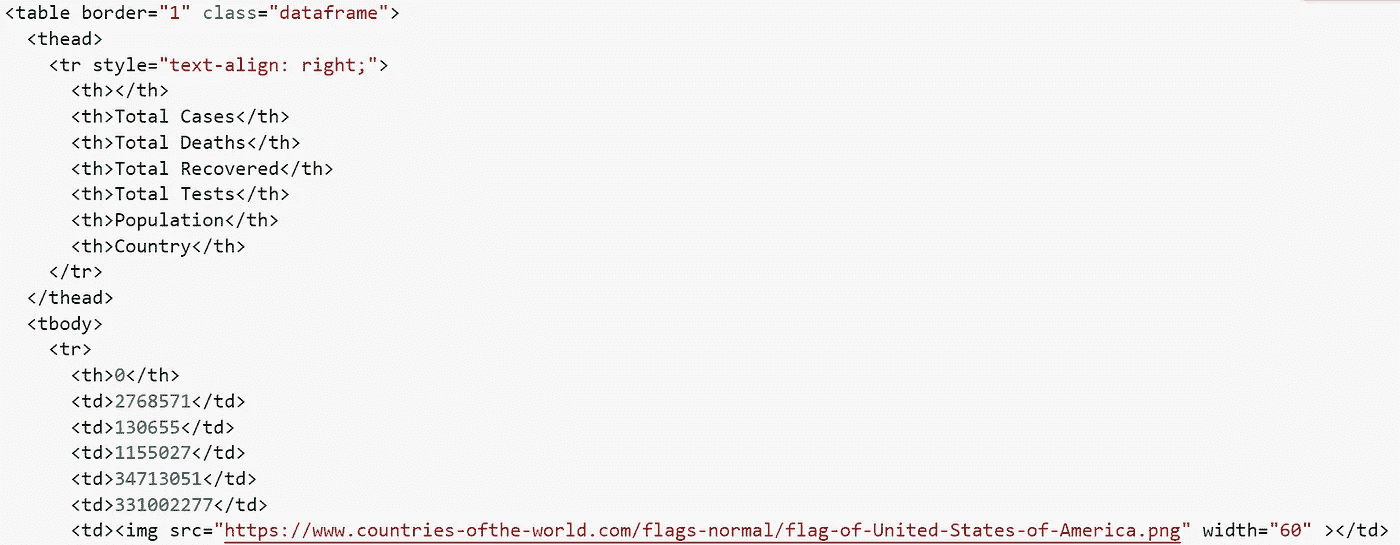 <table border="1" class="dataframe">
  <thead>
    <tr style="text-align: right;">
      <th></th>
      <th>Total Cases</th>
      <th>Total Deaths</th>
      <th>Total Recovered</th>
      <th>Total Tests</th>
      <th>Population</th>
      <th>Country</th>
    </tr>
  </thead>
  <tbody>
    <tr>
      <th>0</th>
      <td>2768571</td>
      <td>130655</td>
      <td>1155027</td>
      <td>34713051</td>
      <td>331002277</td>
      <td><img src="https://www.countries-ofthe-world.com/flags-normal/flag-of-United-States-of-America.png" width="60" ></td>